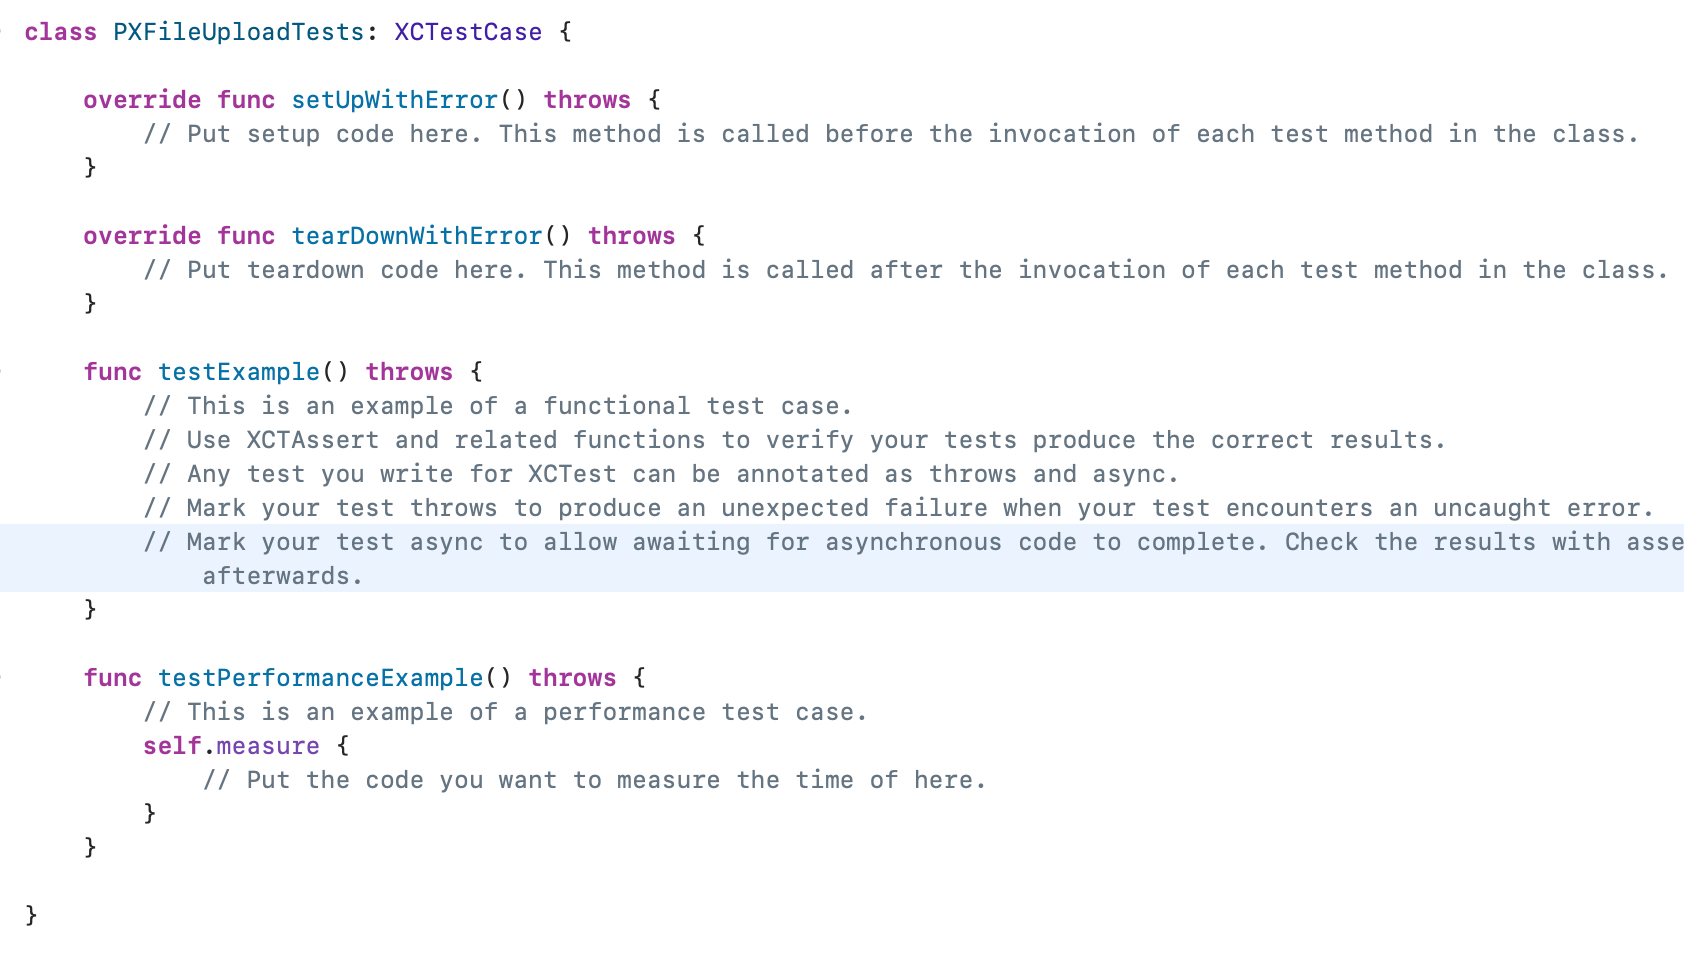 class PXFileUploadTests: XCTestCase {
override func setUpWithError() throws {
// Put setup code here. This method is called before the invocation of each test method in the class.
}
override func tearDownWithError() throws {
// Put teardown code here. This method is called after the invocation of each test method in the class.
}
func testExample() throws {
// This is an example of a functional test case.
// Use XCTAssert and related functions to verify your tests produce the correct results.
// Any test you write for XCTest can be annotated as throws and async.
// Mark your test throws to produce an unexpected failure when your test encounters an uncaught error.
// Mark your test async to allow awaiting for asynchronous code to complete. Check the results with asse
afterwards.
}
func testPerformanceExample() throws {
// This is an example of a performance test case.
self.measure {
// Put the code you want to measure the time of here.
}
}
}